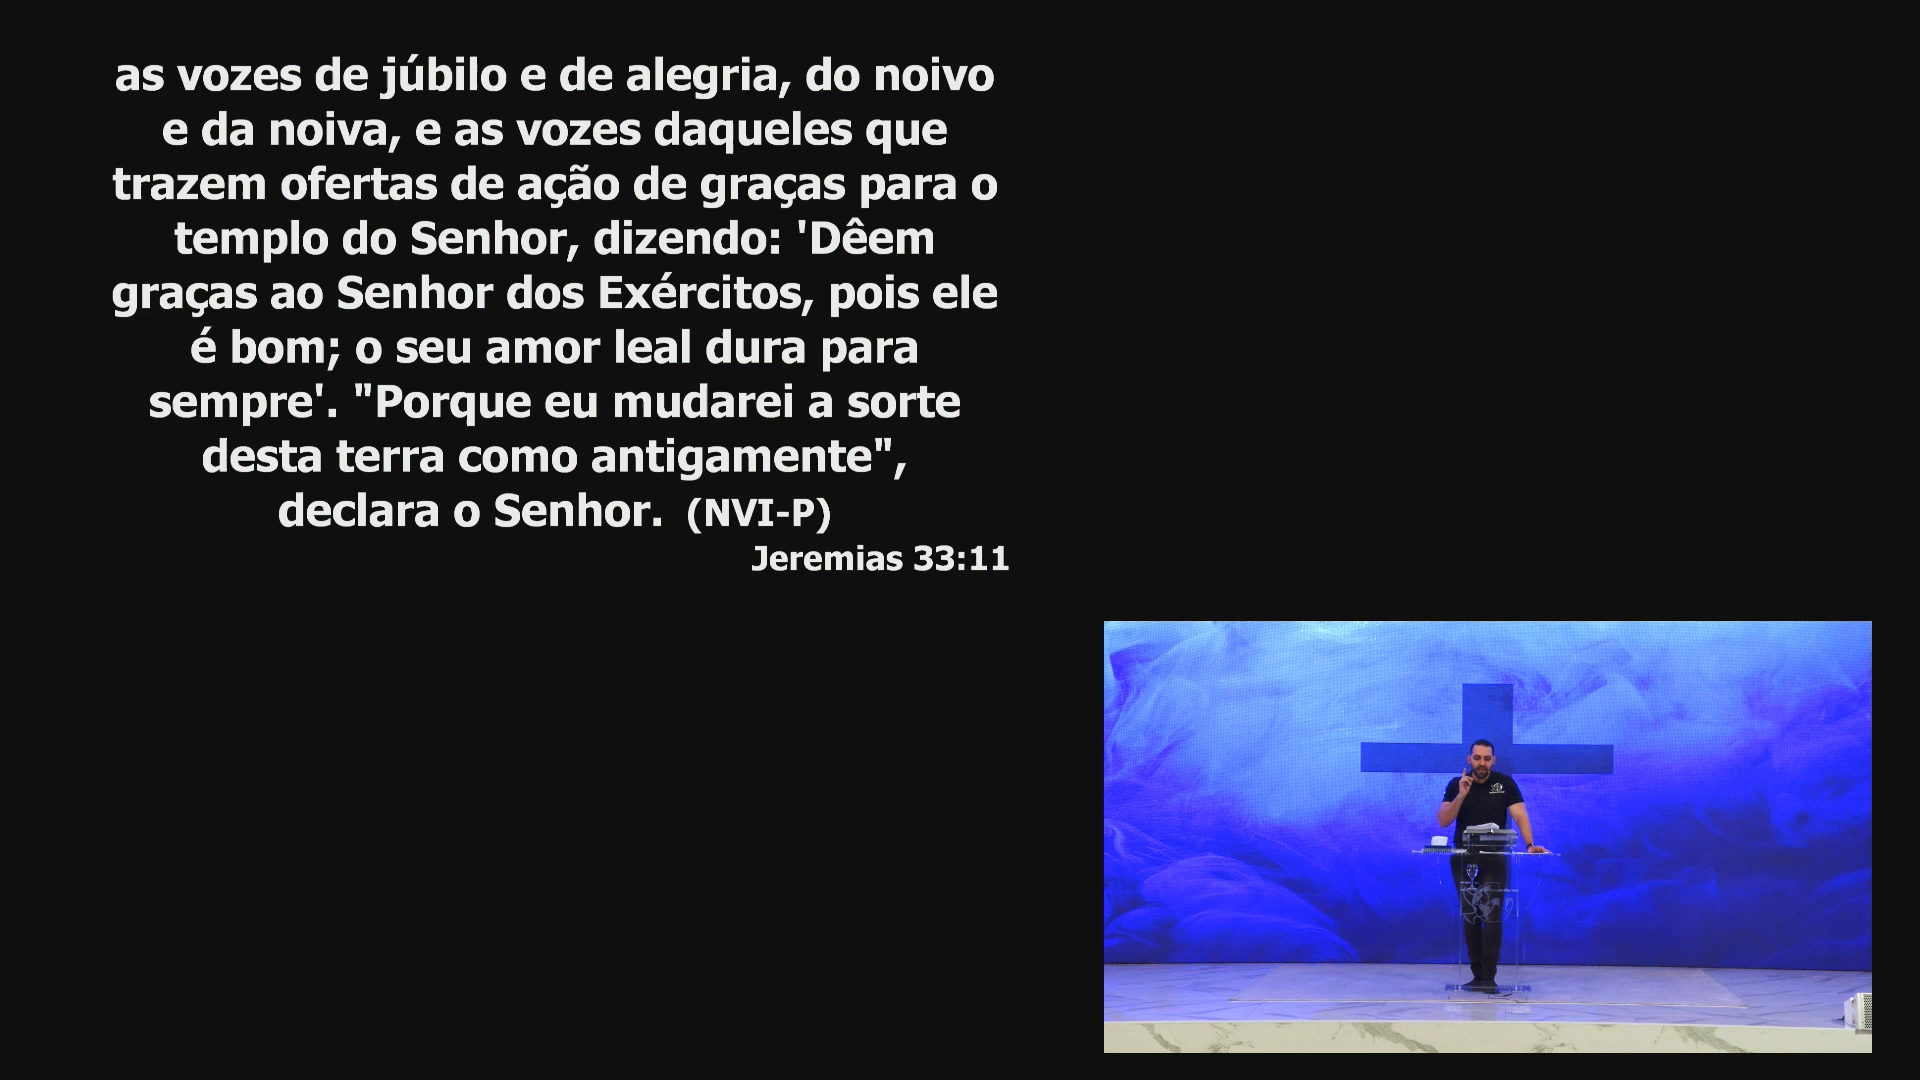 as vozes de júbilo e de alegria, do noivo
e da noiva, e as vozes daqueles que
trazem ofertas de ação de graças para o
templo do Senhor, dizendo: 'Dêem
graças ao Senhor dos Exércitos, pois ele
é bom; o seu amor leal dura para
sempre'. "Porque eu mudarei a sorte
desta terra como antigamente",
declara o Senhor. (NVI-P)
Jeremias 33:11